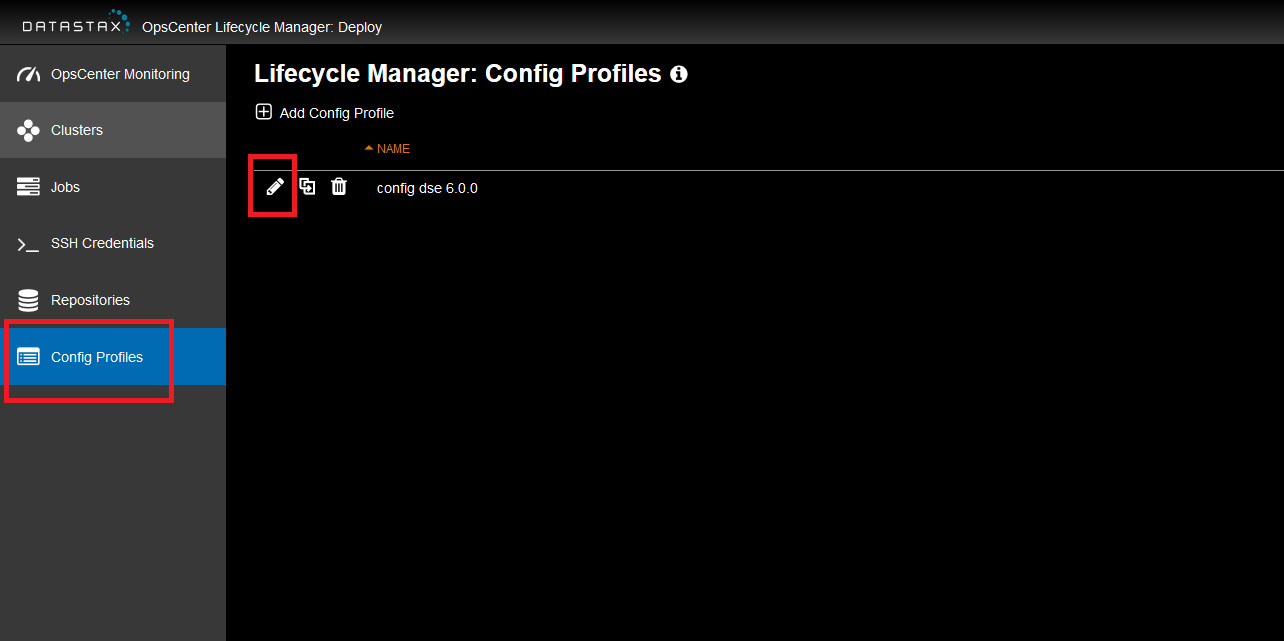 DATASTAX OpsCenter Lifecycle Manager: Deploy
OpsCenter Monitoring
Clusters
Jobs
SSH Credentials
Repositories
Config Profiles
Lifecycle Manager: Config Profiles
Add Config Profile
NAME
config dse 6.0.0